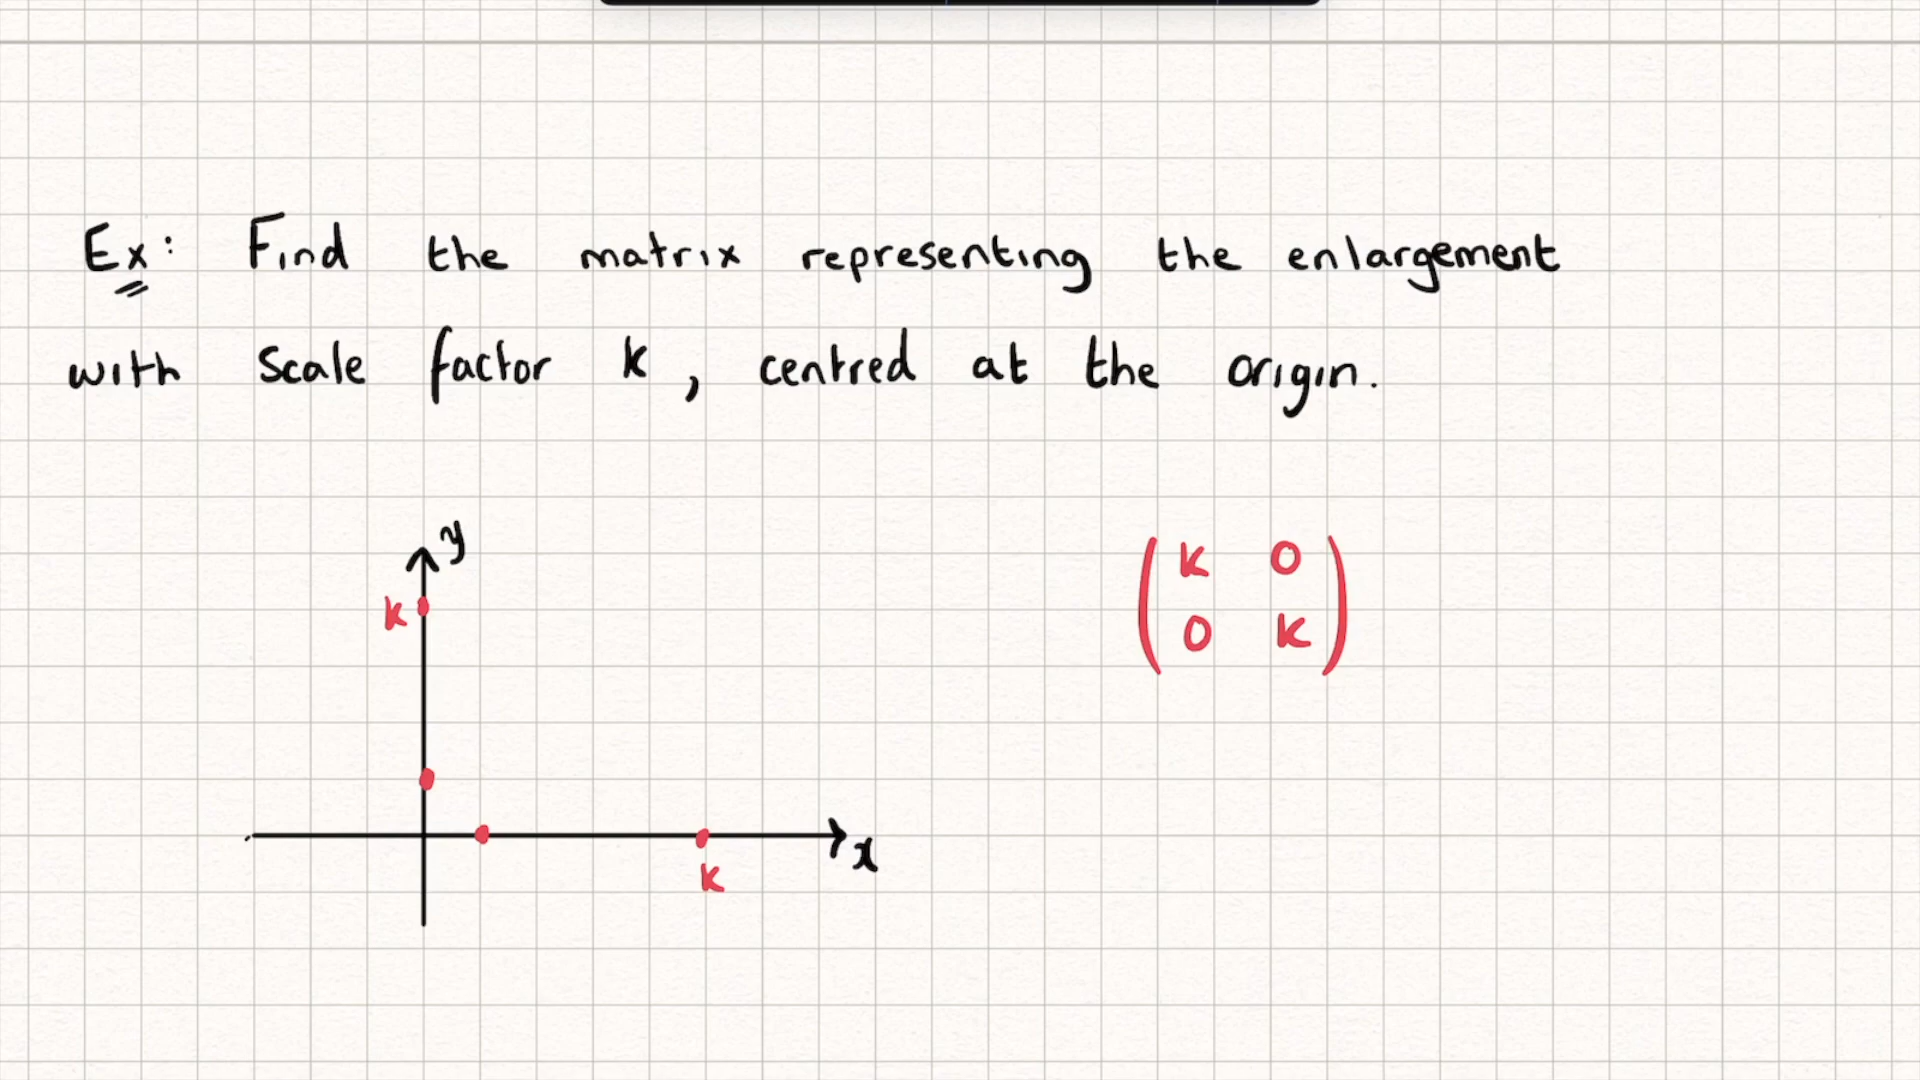 Ex: Find the matrix representing the enlargement
with scale factor k, centred at the origin.
y
k
k 0
0 k
x
k